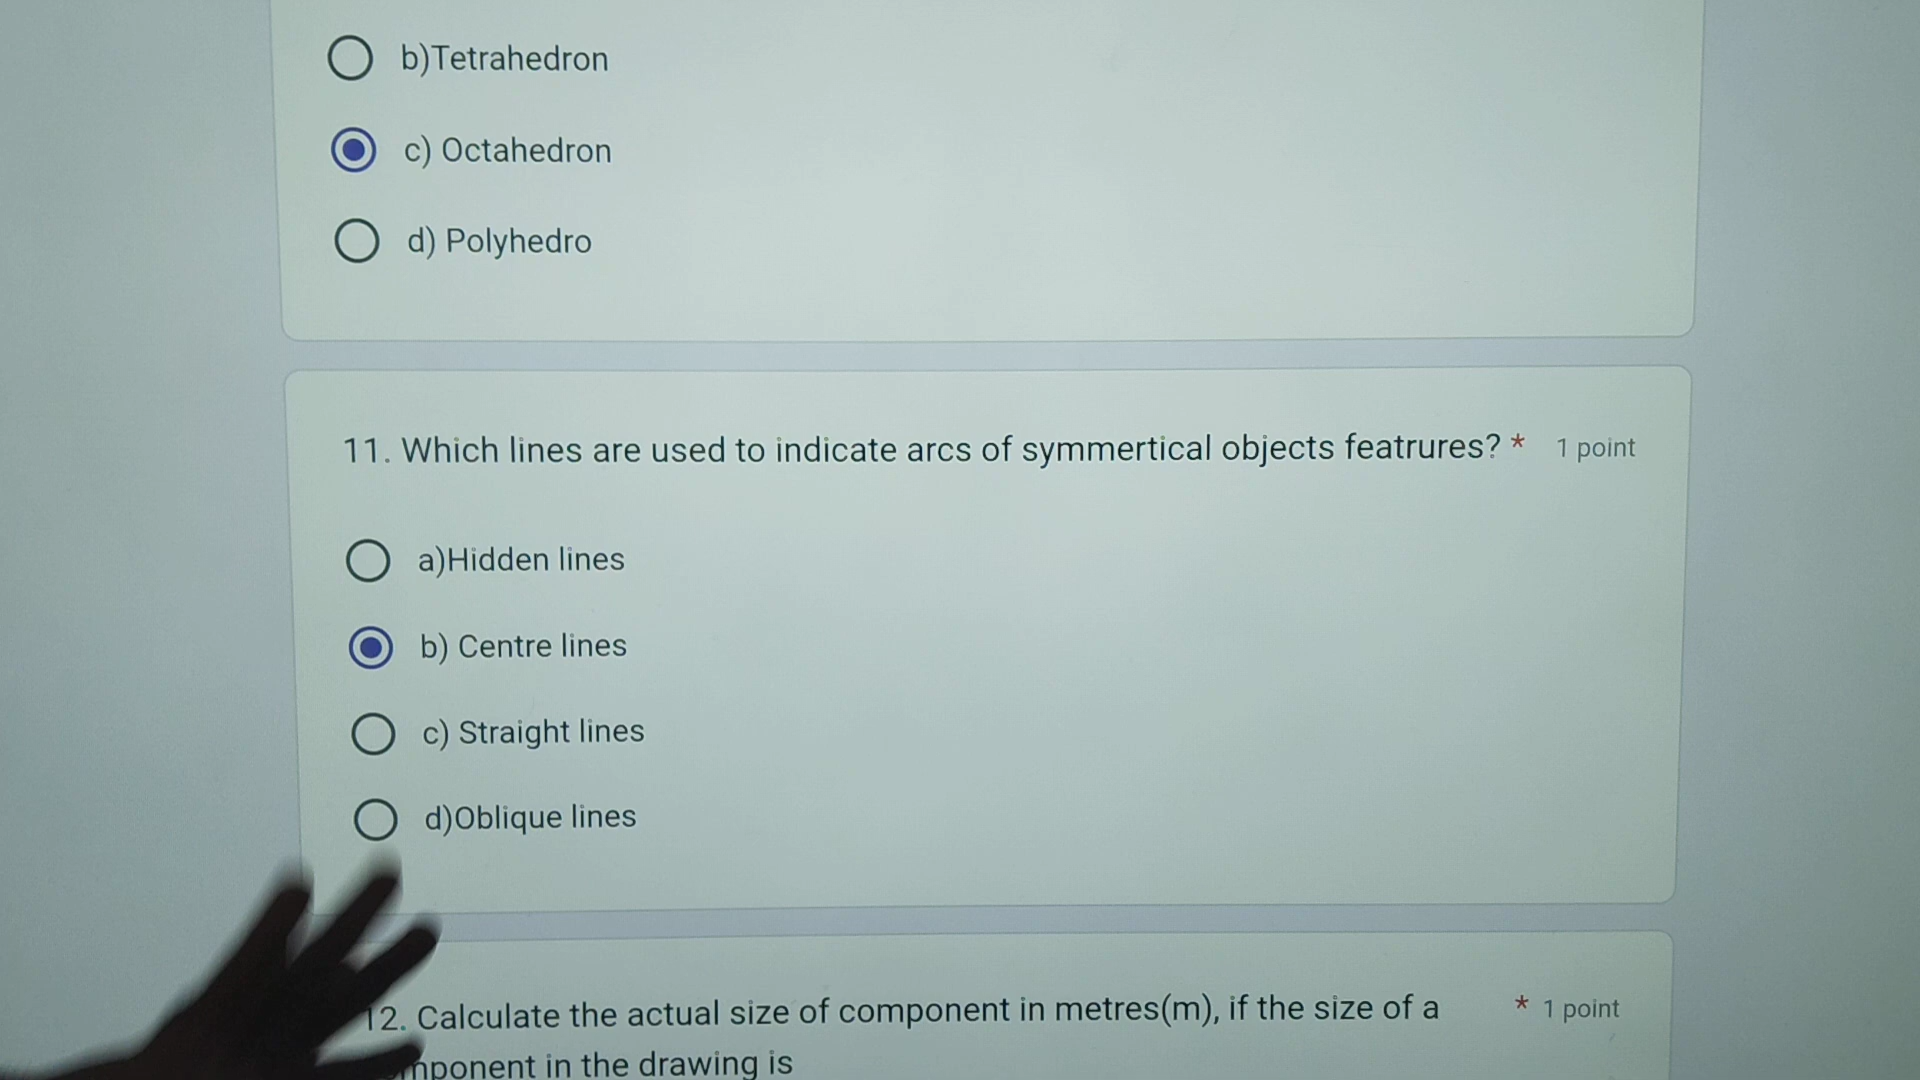 b)Tetrahedron
c) Octahedron
d) Polyhedro
11. Which lines are used to indicate arcs of symmertical objects featrures? * 1 point
a)Hidden lines
b) Centre lines
c) Straight lines
d)Oblique lines
12. Calculate the actual size of component in metres(m), if the size of a * 1 point
in the drawing is